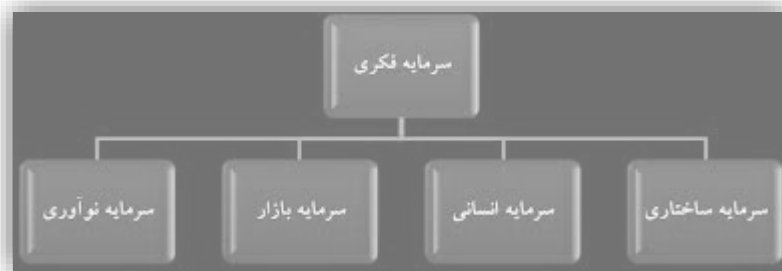 سرمایه فکری
سرمایه ساختاری
سرمایه انسانی
سرمایه بازار
سرمایه نوآوری